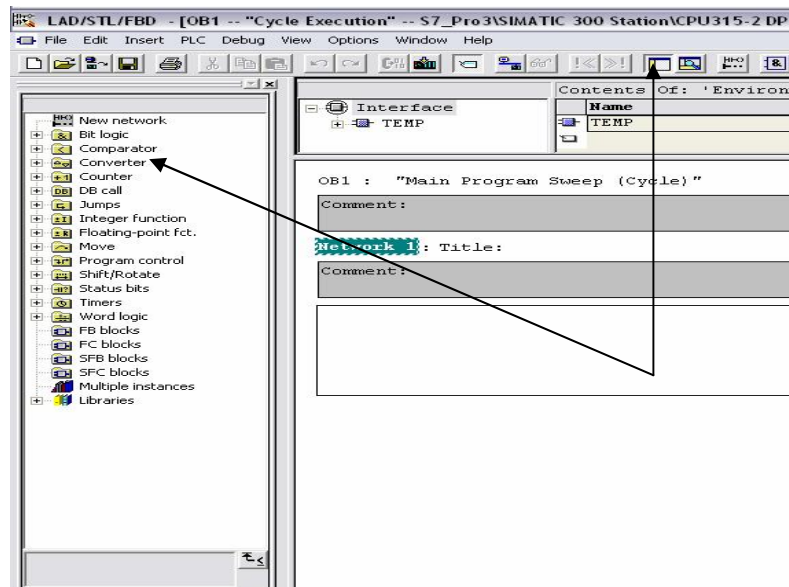 LAD/STL/FBD - [OB1 -- "Cycle Execution" -- S7_Pro3\SIMATIC 300 Station\CPU315-2 DP
File Edit Insert PLC Debug View Options Window Help
Contents Of: 'Environ
Name
Interface
TEMP
TEMP
New network
Bit logic
Comparator
Converter
Counter
DB call
Jumps
Integer function
Floating-point fct.
Move
Program control
Shift/Rotate
Status bits
Timers
Word logic
FB blocks
FC blocks
SFB blocks
SFC blocks
Multiple instances
Libraries
OB1 : "Main Program Sweep (Cycle)"
Comment:
Network 1: Title:
Comment: